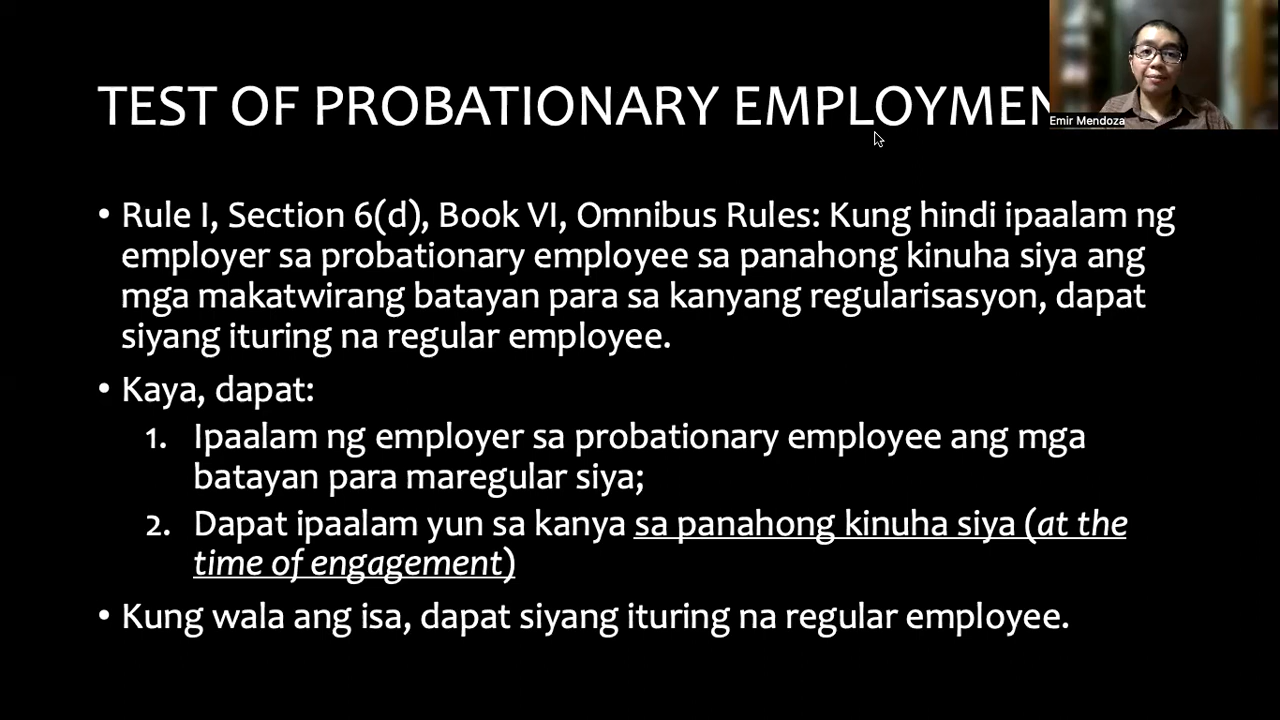 TEST OF PROBATIONARY EMPLOYMEN
Emir Mendoza
• Rule I, Section 6(d), Book VI, Omnibus Rules: Kung hindi ipaalam ng
employer sa probationary employee sa panahong kinuha siya ang
mga makatwirang batayan para sa kanyang regularisasyon, dapat
siyang ituring na regular employee.
• Kaya, dapat:
1. Ipaalam ng employer sa probationary employee ang mga
batayan para maregular siya;
2. Dapat ipaalam yun sa kanya sa panahong kinuha siya (at the
time of engagement)
• Kung wala ang isa, dapat siyang ituring na regular employee.